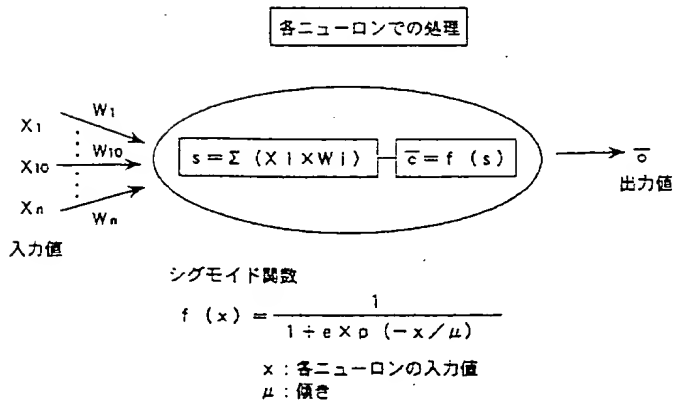 各ニューロンでの処理
X1 W1
X10 W10
Xn Wn
入力値
s=Σ (Xi×Wi) c̅=f (s)
o̅
出力値
シグモイド関数
f (x) = 1
1÷e×p (-x/μ)
x:各ニューロンの入力値
μ:傾き